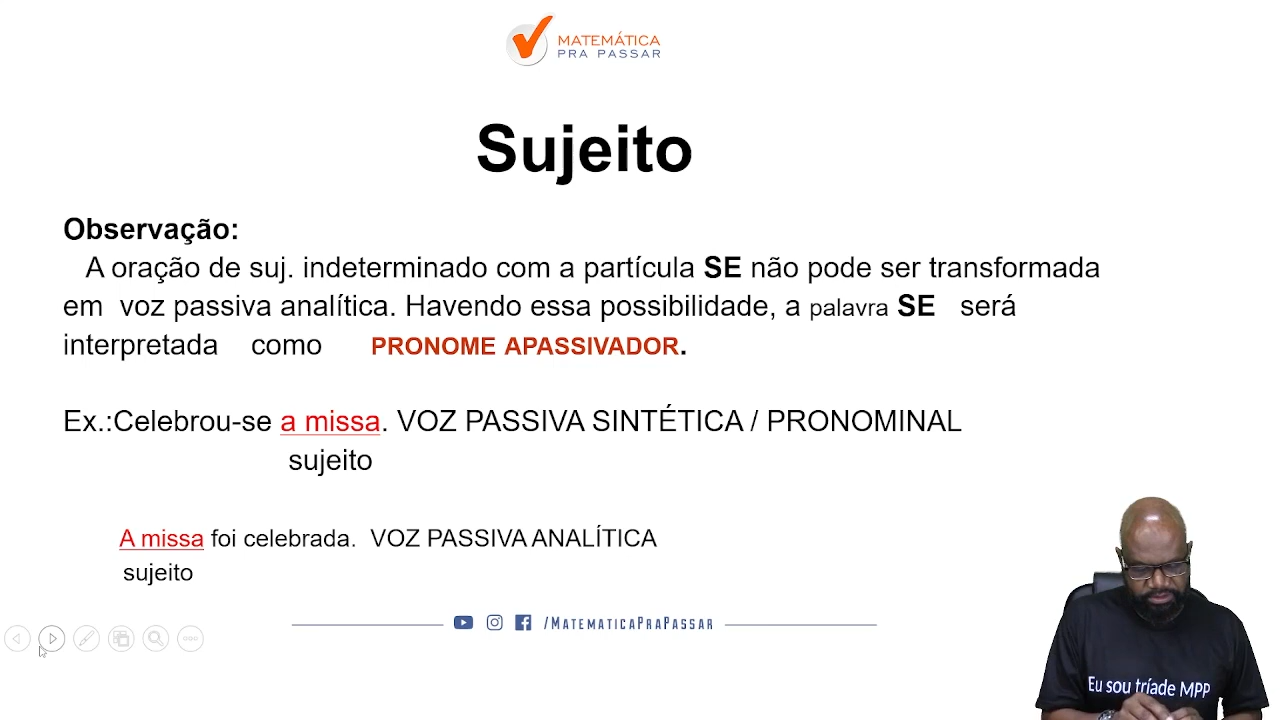 MATEMÁTICA
PRA PASSAR
Sujeito
Observação:
A oração de suj. indeterminado com a partícula SE não pode ser transformada
em voz passiva analítica. Havendo essa possibilidade, a palavra SE será
interpretada como PRONOME APASSIVADOR.
Ex.:Celebrou-se a missa. VOZ PASSIVA SINTÉTICA / PRONOMINAL
sujeito
A missa foi celebrada. VOZ PASSIVA ANALÍTICA
sujeito
/MATEMATICAPRAPASSAR
Eu sou tríade MPP